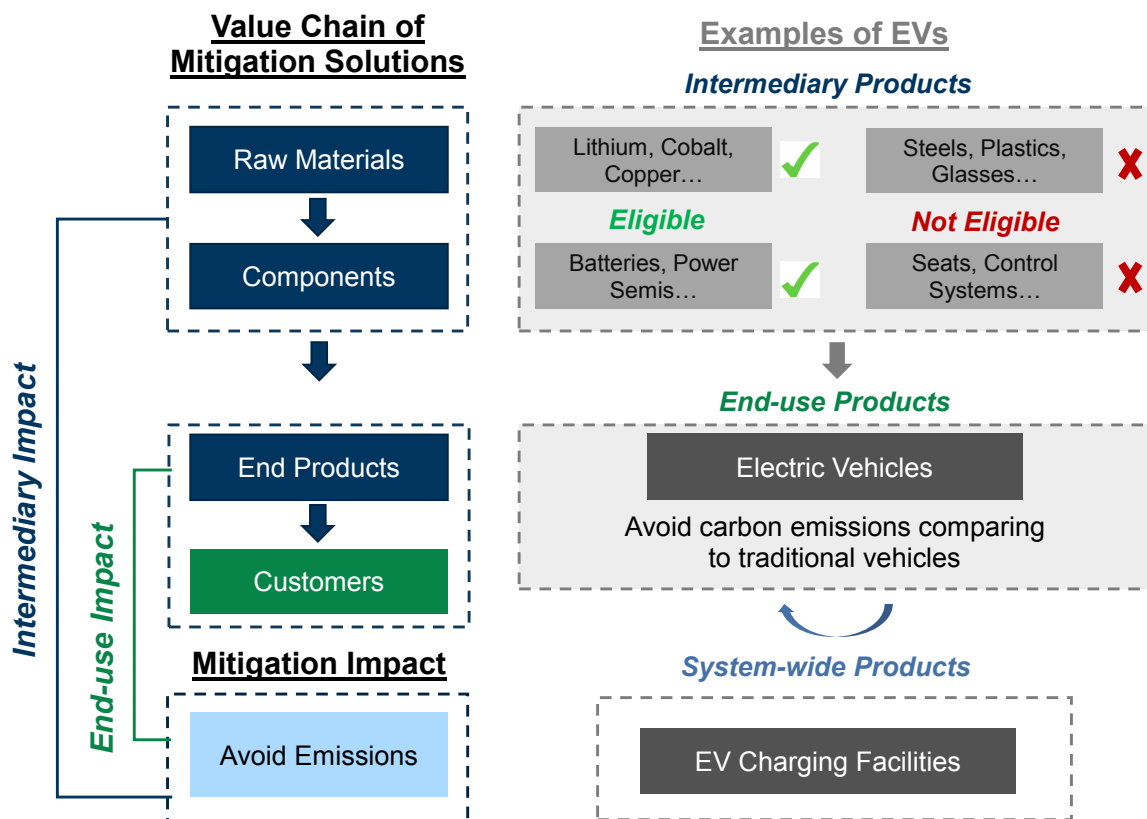 Value Chain of
Mitigation Solutions
Raw Materials
Components
End Products
Customers
Mitigation Impact
Avoid Emissions
Intermediary Impact
End-use Impact
Examples of EVs
Intermediary Products
Lithium, Cobalt,
Copper…
Steels, Plastics,
Glasses…
Eligible
Not Eligible
Batteries, Power
Semis…
Seats, Control
Systems…
End-use Products
Electric Vehicles
Avoid carbon emissions comparing
to traditional vehicles
System-wide Products
EV Charging Facilities